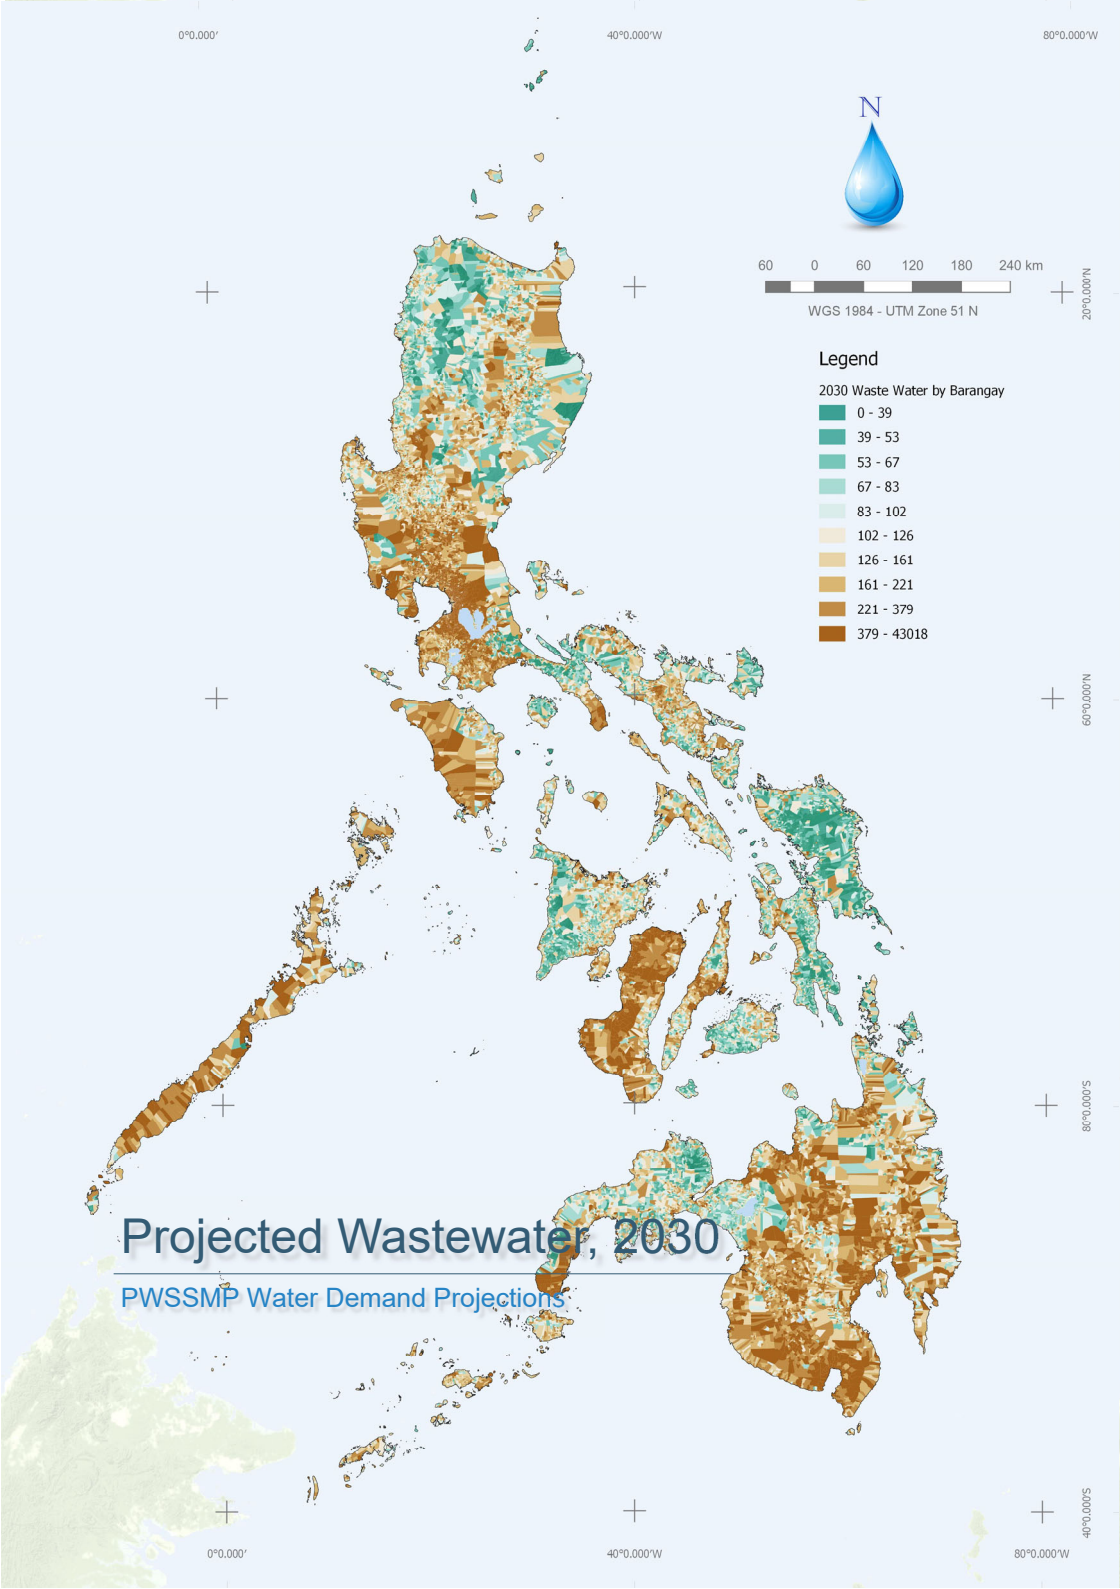 0°0.000′ 40°0.000′W 80°0.000′W
N
60 0 60 120 180 240 km
WGS 1984 - UTM Zone 51 N
20°0.000′N
Legend
2030 Waste Water by Barangay
0 - 39
39 - 53
53 - 67
67 - 83
83 - 102
102 - 126
126 - 161
161 - 221
221 - 379
379 - 43018
60°0.000′N
80°0.000′S
Projected Wastewater, 2030
PWSSMP Water Demand Projections
40°0.000′S
0°0.000′ 40°0.000′W 80°0.000′W